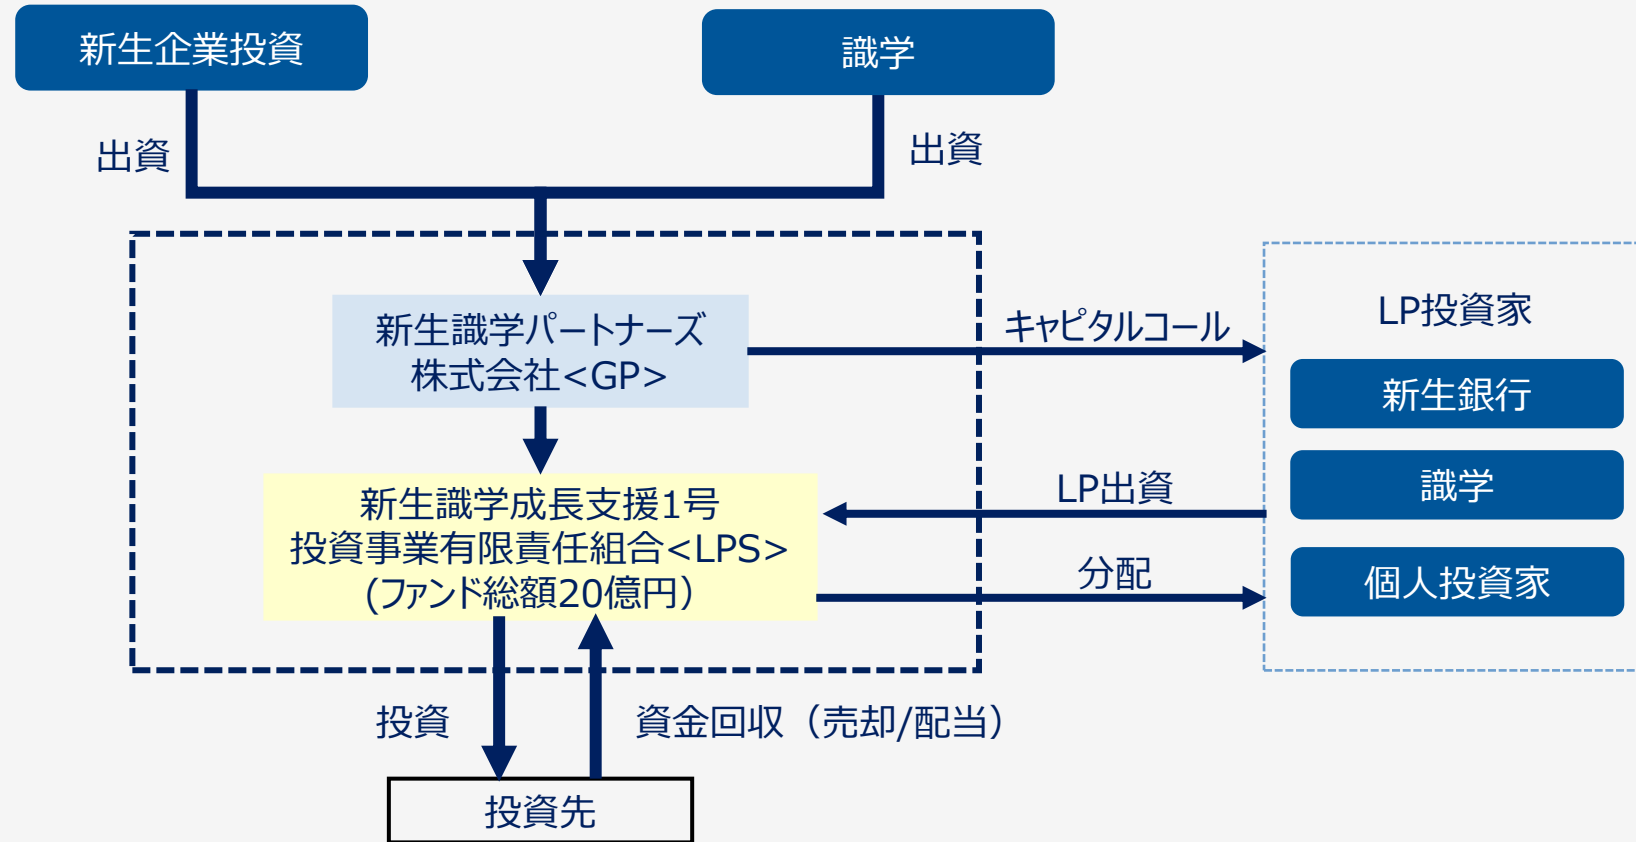 新生企業投資
識学
出資
出資
新生識学パートナーズ
株式会社<GP>
キャピタルコール
LP投資家
新生銀行
識学
個人投資家
LP出資
分配
新生識学成長支援1号
投資事業有限責任組合<LPS>
(ファンド総額20億円）
投資
資金回収（売却/配当）
投資先